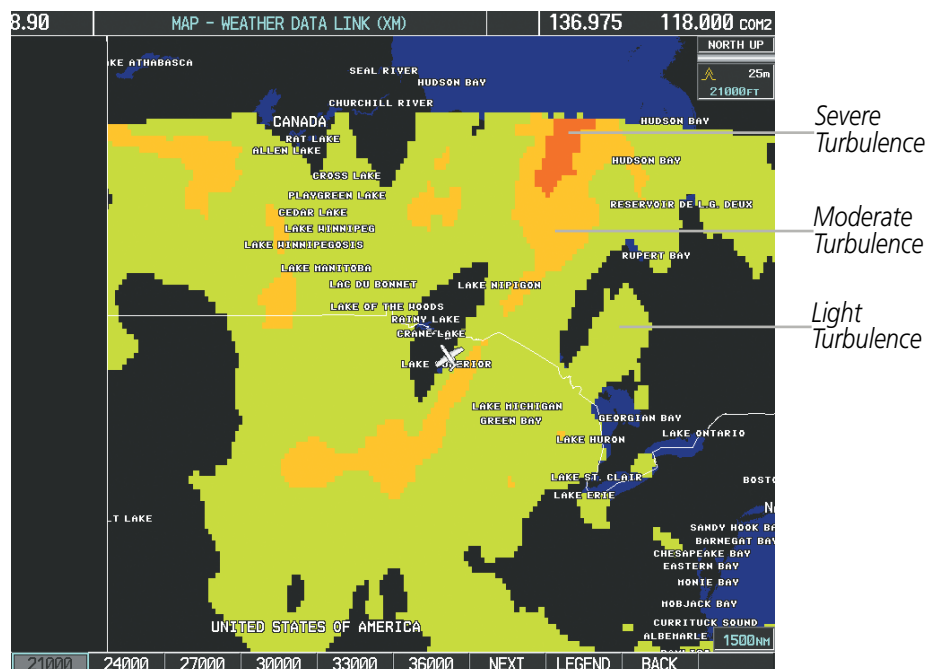 8.90
MAP - WEATHER DATA LINK (XM)
136.975
118.000 COM2
NORTH UP
25m
21000FT
KE ATHABASCA
SEAL RIVER
HUDSON BAY
CHURCHILL RIVER
CANADA
HUDSON BAY
Severe
Turbulence
RAT LAKE
ALLEN LAKE
HUDSON BAY
CROSS LAKE
PLAYGREEN LAKE
RESERVOIR DE L.G. DEUX
CEDAR LAKE
Moderate
Turbulence
LAKE WINNIPEG
LAKE WINNIPEGOSIS
RUPERT BAY
LAKE MANITOBA
LAC DU BONNET
LAKE NIPIGON
LAKE OF THE WOODS
Light
Turbulence
RAINY LAKE
CRANE LAKE
LAKE SUPERIOR
LAKE MICHIGAN
GREEN BAY
GEORGIAN BAY
LAKE HURON
LAKE ONTARIO
LAKE ST. CLAIR
BOST
LAKE ERIE
N
T LAKE
SANDY HOOK BA
BARNEGAT BAY
CHESAPEAKE BAY
EASTERN BAY
MONIE BAY
MOBJACK BAY
CURRITUCK SOUND
UNITED STATES OF AMERICA
ALBEMARLE
1500NM
21000
24000
27000
30000
33000
36000
NEXT
LEGEND
BACK